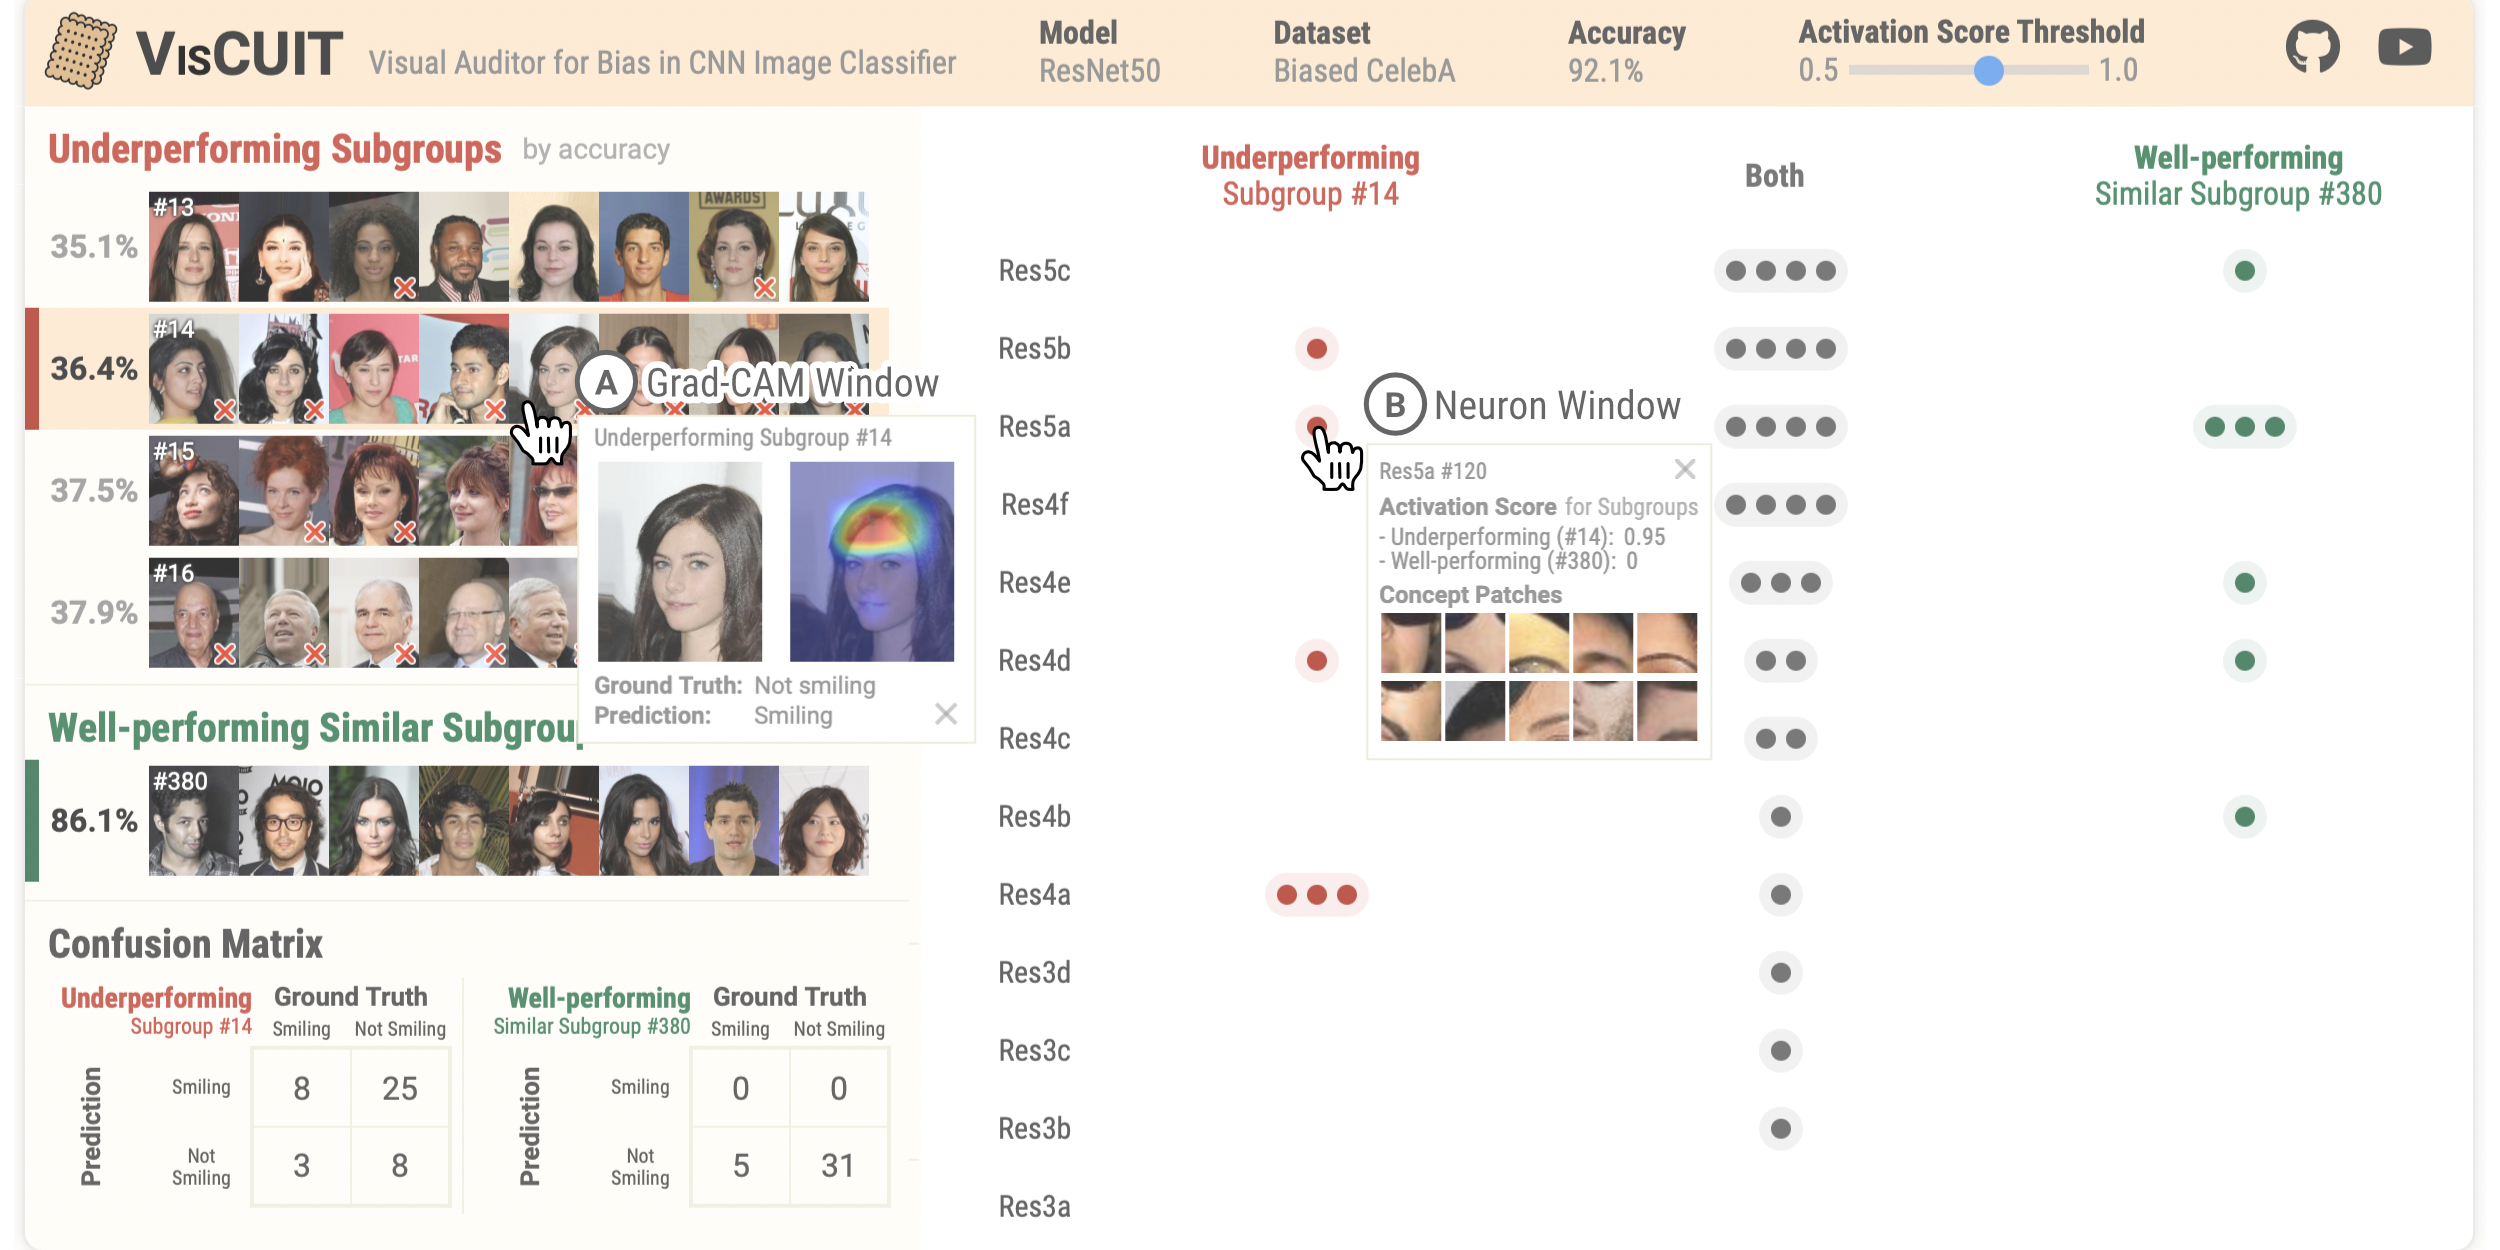 VISCUIT Visual Auditor for Bias in CNN Image Classifier
Model
ResNet50
Dataset
Biased CelebA
Accuracy
92.1%
Activation Score Threshold
0.5 1.0
Underperforming Subgroups by accuracy
35.1% #13
AWARDS
36.4% #14
37.5% #15
37.9% #16
A Grad-CAM Window
Underperforming Subgroup #14
Ground Truth: Not smiling
Prediction: Smiling
Well-performing Similar Subgrou
86.1% #380
Confusion Matrix
Underperforming
Subgroup #14
Ground Truth
Smiling Not Smiling
Prediction
Smiling 8 25
Not
Smiling
3 8
Well-performing
Similar Subgroup #380
Ground Truth
Smiling Not Smiling
Prediction
Smiling 0 0
Not
Smiling
5 31
Underperforming
Subgroup #14
Both
Well-performing
Similar Subgroup #380
Res5c
Res5b
Res5a
Res4f
Res4e
Res4d
Res4c
Res4b
Res4a
Res3d
Res3c
Res3b
Res3a
B Neuron Window
Res5a #120
Activation Score for Subgroups
- Underperforming (#14): 0.95
- Well-performing (#380): 0
Concept Patches